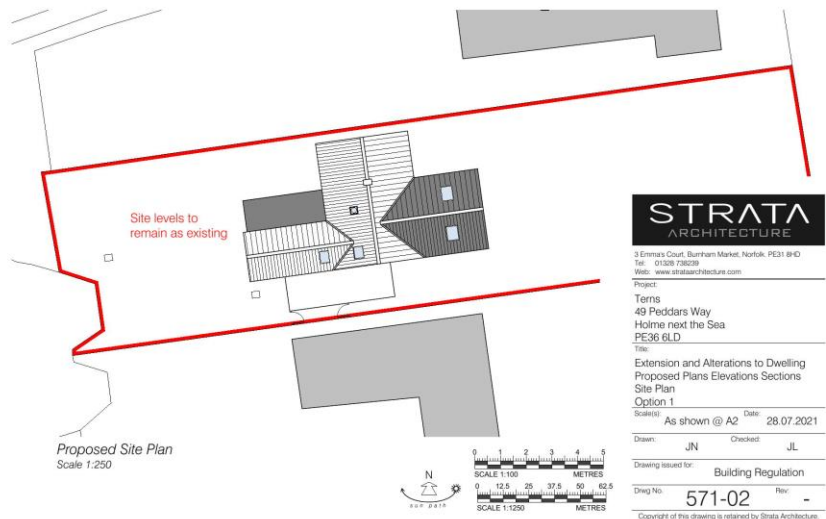 Site levels to
remain as existing
Proposed Site Plan
Scale 1:250
N
sun path
0 1 2 3 4 5
SCALE 1:100 METRES
0 12.5 25 37.5 50 62.5
SCALE 1:1250 METRES
STRATA
ARCHITECTURE
3 Emma's Court, Burnham Market, Norfolk. PE31 8HD
Tel: 01328 738239
Web: www.strataarchitecture.com
Project:
Terns
49 Peddars Way
Holme next the Sea
PE36 6LD
Title:
Extension and Alterations to Dwelling
Proposed Plans Elevations Sections
Site Plan
Option 1
Scale(s): As shown @ A2 Date: 28.07.2021
Drawn: JN Checked: JL
Drawing issued for: Building Regulation
Drwg No. 571-02 Rev: -
Copyright of this drawing is retained by Strata Architecture.